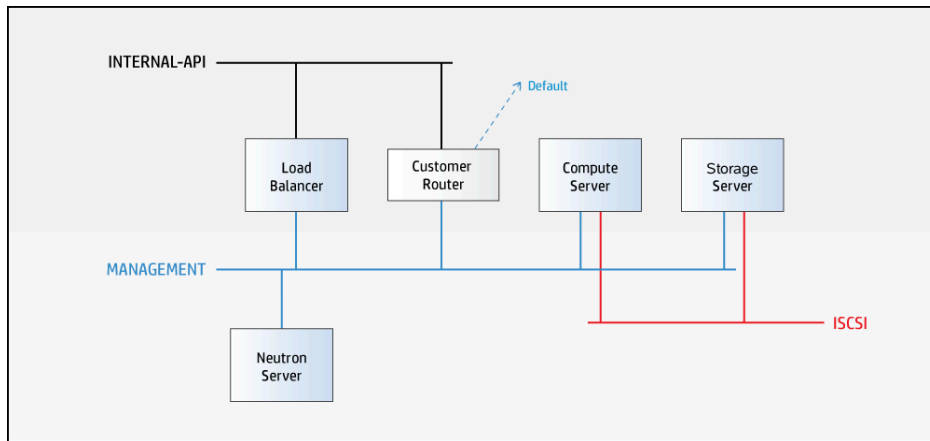 INTERNAL-API
Default
Load
Balancer
Customer
Router
Compute
Server
Storage
Server
MANAGEMENT
ISCSI
Neutron
Server